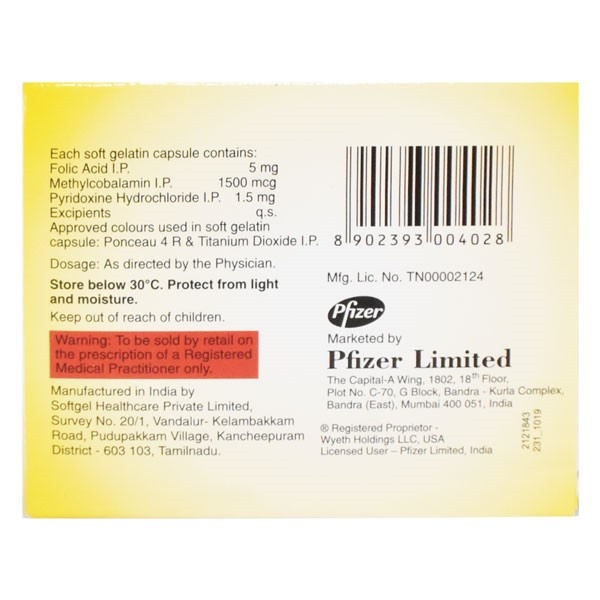 Each soft gelatin capsule contains:
Folic Acid I.P. 5 mg
Methylcobalamin I.P. 1500 mcg
Pyridoxine Hydrochloride I.P. 1.5 mg
Excipients q.s.
Approved colours used in soft gelatin
capsule: Ponceau 4 R & Titanium Dioxide I.P.
Dosage: As directed by the Physician.
Store below 30°C. Protect from light
and moisture.
Keep out of reach of children.
Warning: To be sold by retail on
the prescription of a Registered
Medical Practitioner only.
Manufactured in India by
Softgel Healthcare Private Limited,
Survey No. 20/1, Vandalur- Kelambakkam
Road, Pudupakkam Village, Kancheepuram
District - 603 103, Tamilnadu.
8 902393 004028
Mfg. Lic. No. TN00002124
Pfizer
Marketed by
Pfizer Limited
The Capital-A Wing, 1802, 18th Floor,
Plot No. C-70, G Block, Bandra - Kurla Complex,
Bandra (East), Mumbai 400 051, India
® Registered Proprietor -
Wyeth Holdings LLC, USA
Licensed User – Pfizer Limited, India
2121843
231_1019